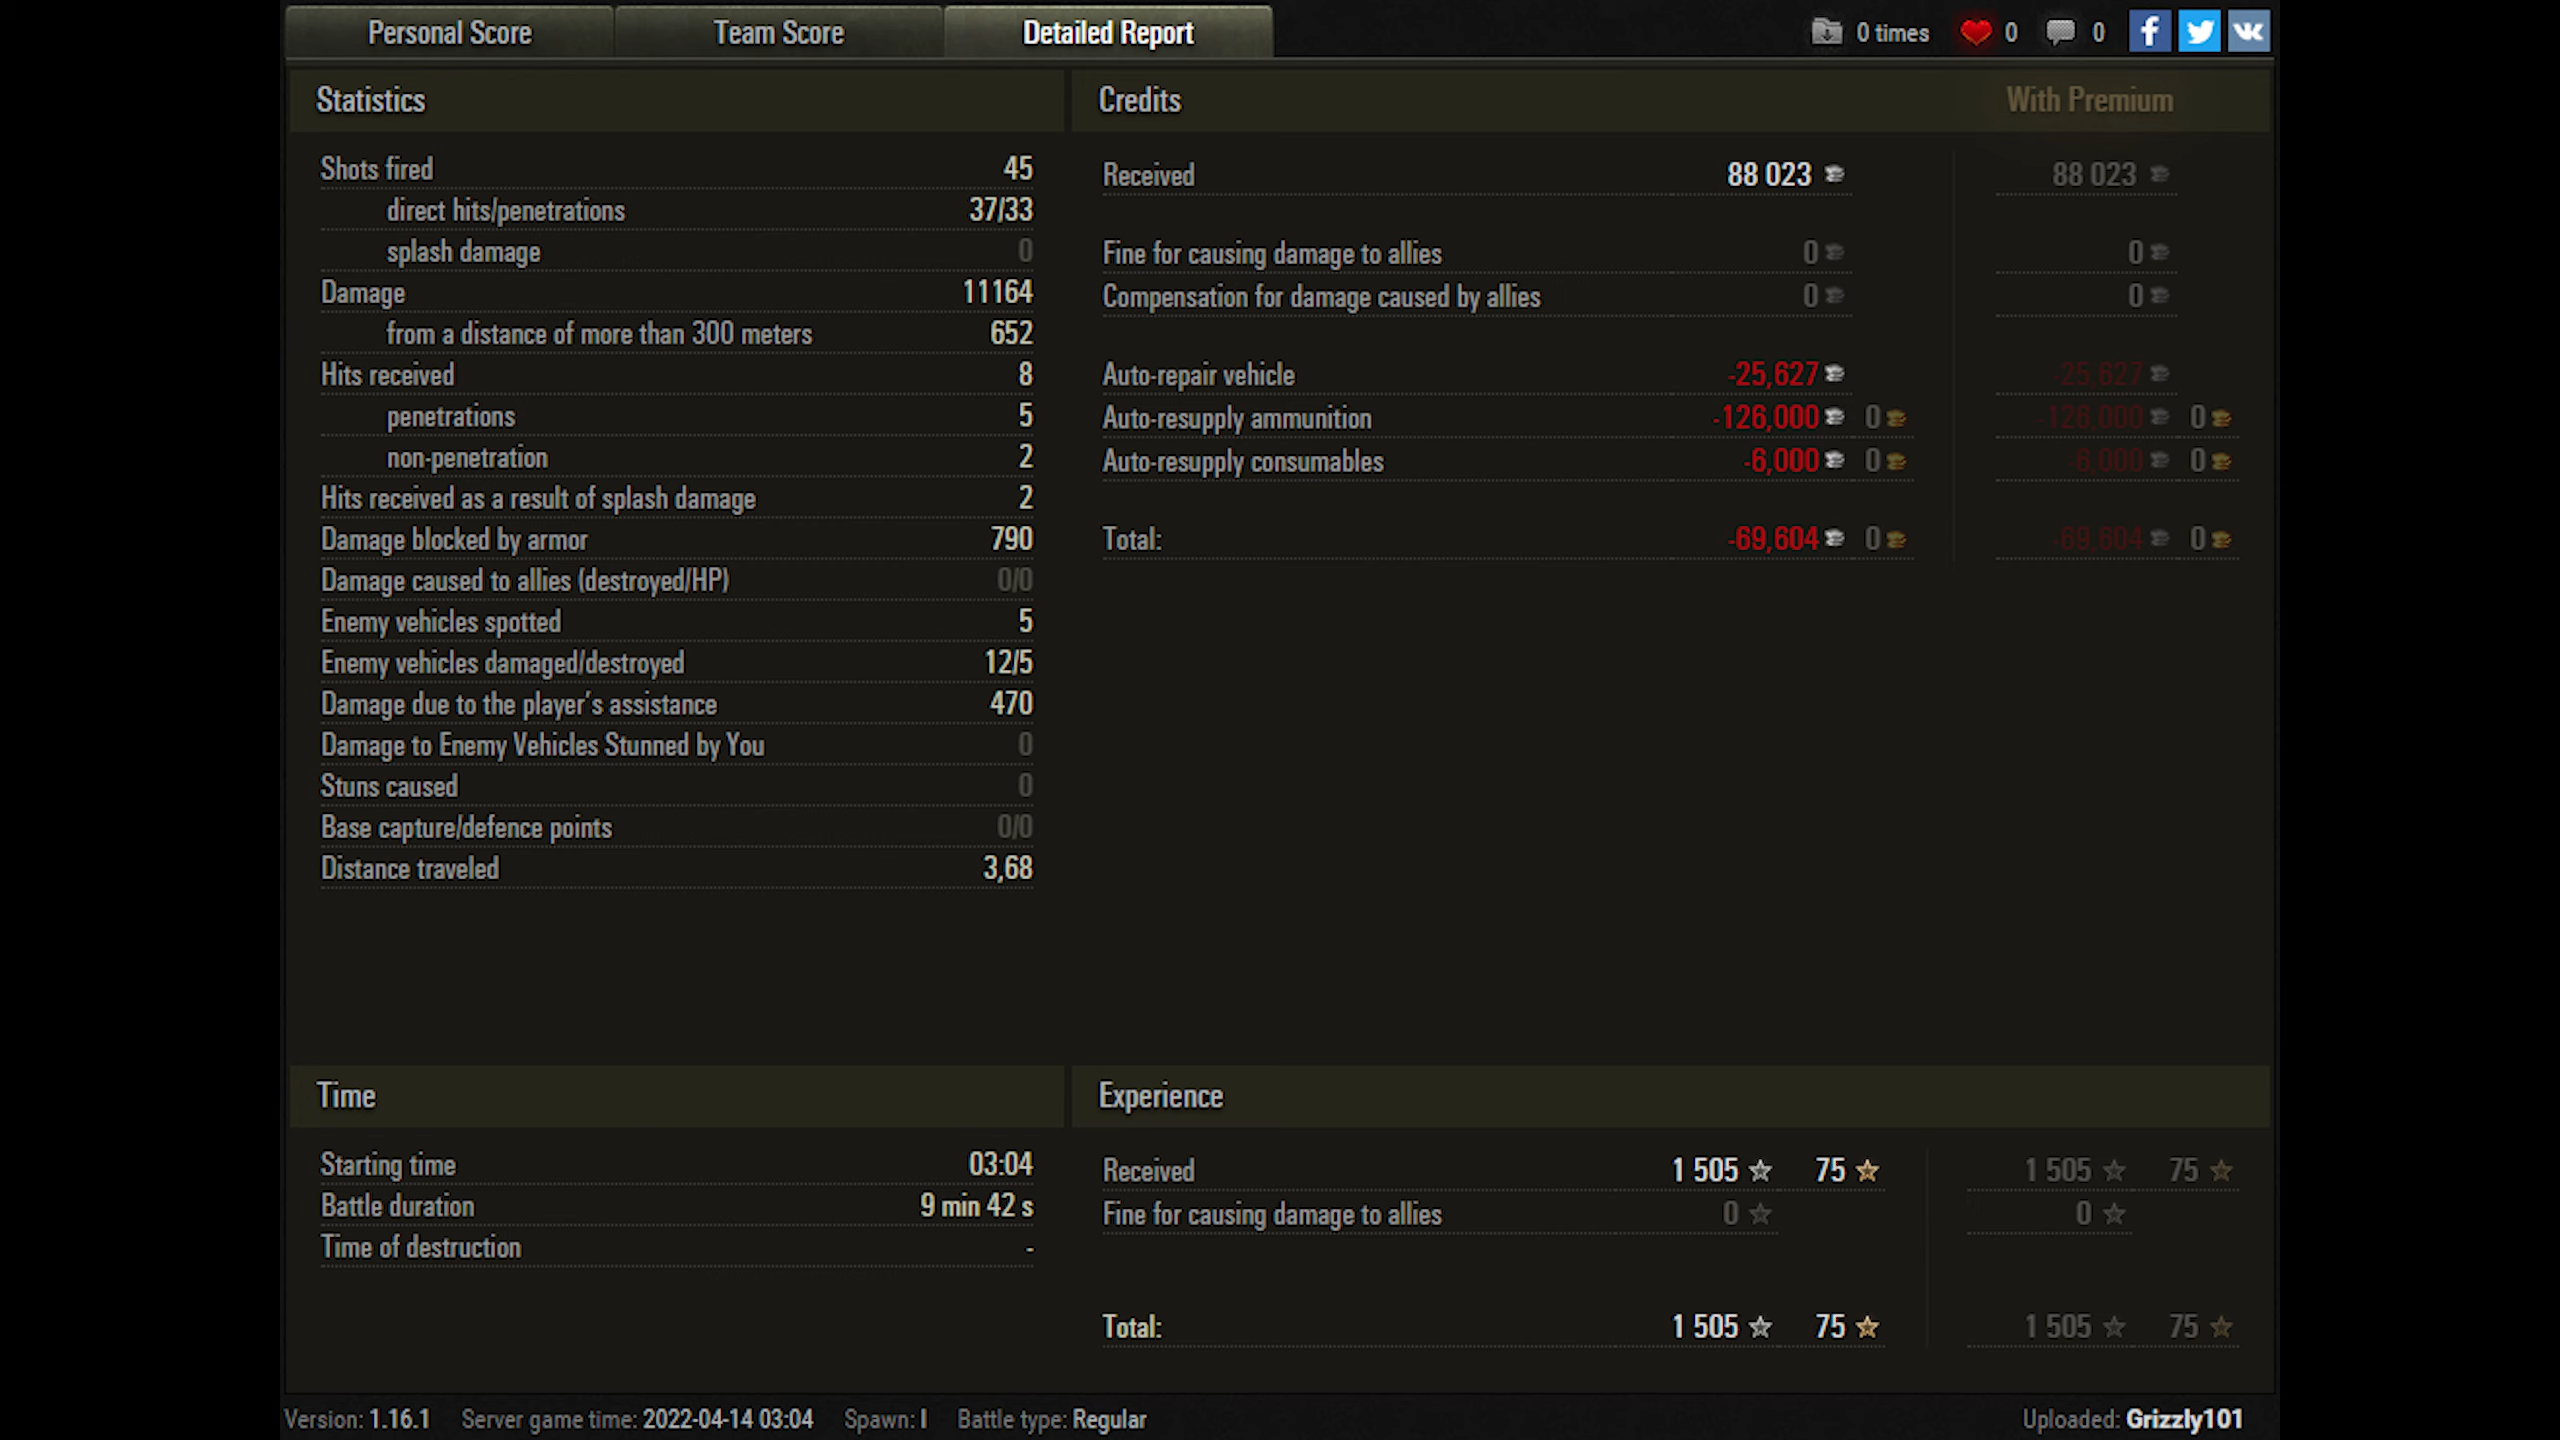 Personal Score Team Score Detailed Report 0 times 0 0
Statistics
Shots fired 45
direct hits/penetrations 37/33
splash damage 0
Damage 11164
from a distance of more than 300 meters 652
Hits received 8
penetrations 5
non-penetration 2
Hits received as a result of splash damage 2
Damage blocked by armor 790
Damage caused to allies (destroyed/HP) 0/0
Enemy vehicles spotted 5
Enemy vehicles damaged/destroyed 12/5
Damage due to the player's assistance 470
Damage to Enemy Vehicles Stunned by You 0
Stuns caused 0
Base capture/defence points 0/0
Distance traveled 3,68
Credits With Premium
Received 88 023 88 023
Fine for causing damage to allies 0 0
Compensation for damage caused by allies 0 0
Auto-repair vehicle -25,627 -25,627
Auto-resupply ammunition -126,000 0 -126,000 0
Auto-resupply consumables -6,000 0 -6,000 0
Total: -69,604 0 -69,604 0
Time
Starting time 03:04
Battle duration 9 min 42 s
Time of destruction -
Experience
Received 1 505 75 1 505 75
Fine for causing damage to allies 0 0
Total: 1 505 75 1 505 75
Version: 1.16.1 Server game time: 2022-04-14 03:04 Spawn: I Battle type: Regular Uploaded: Grizzly101